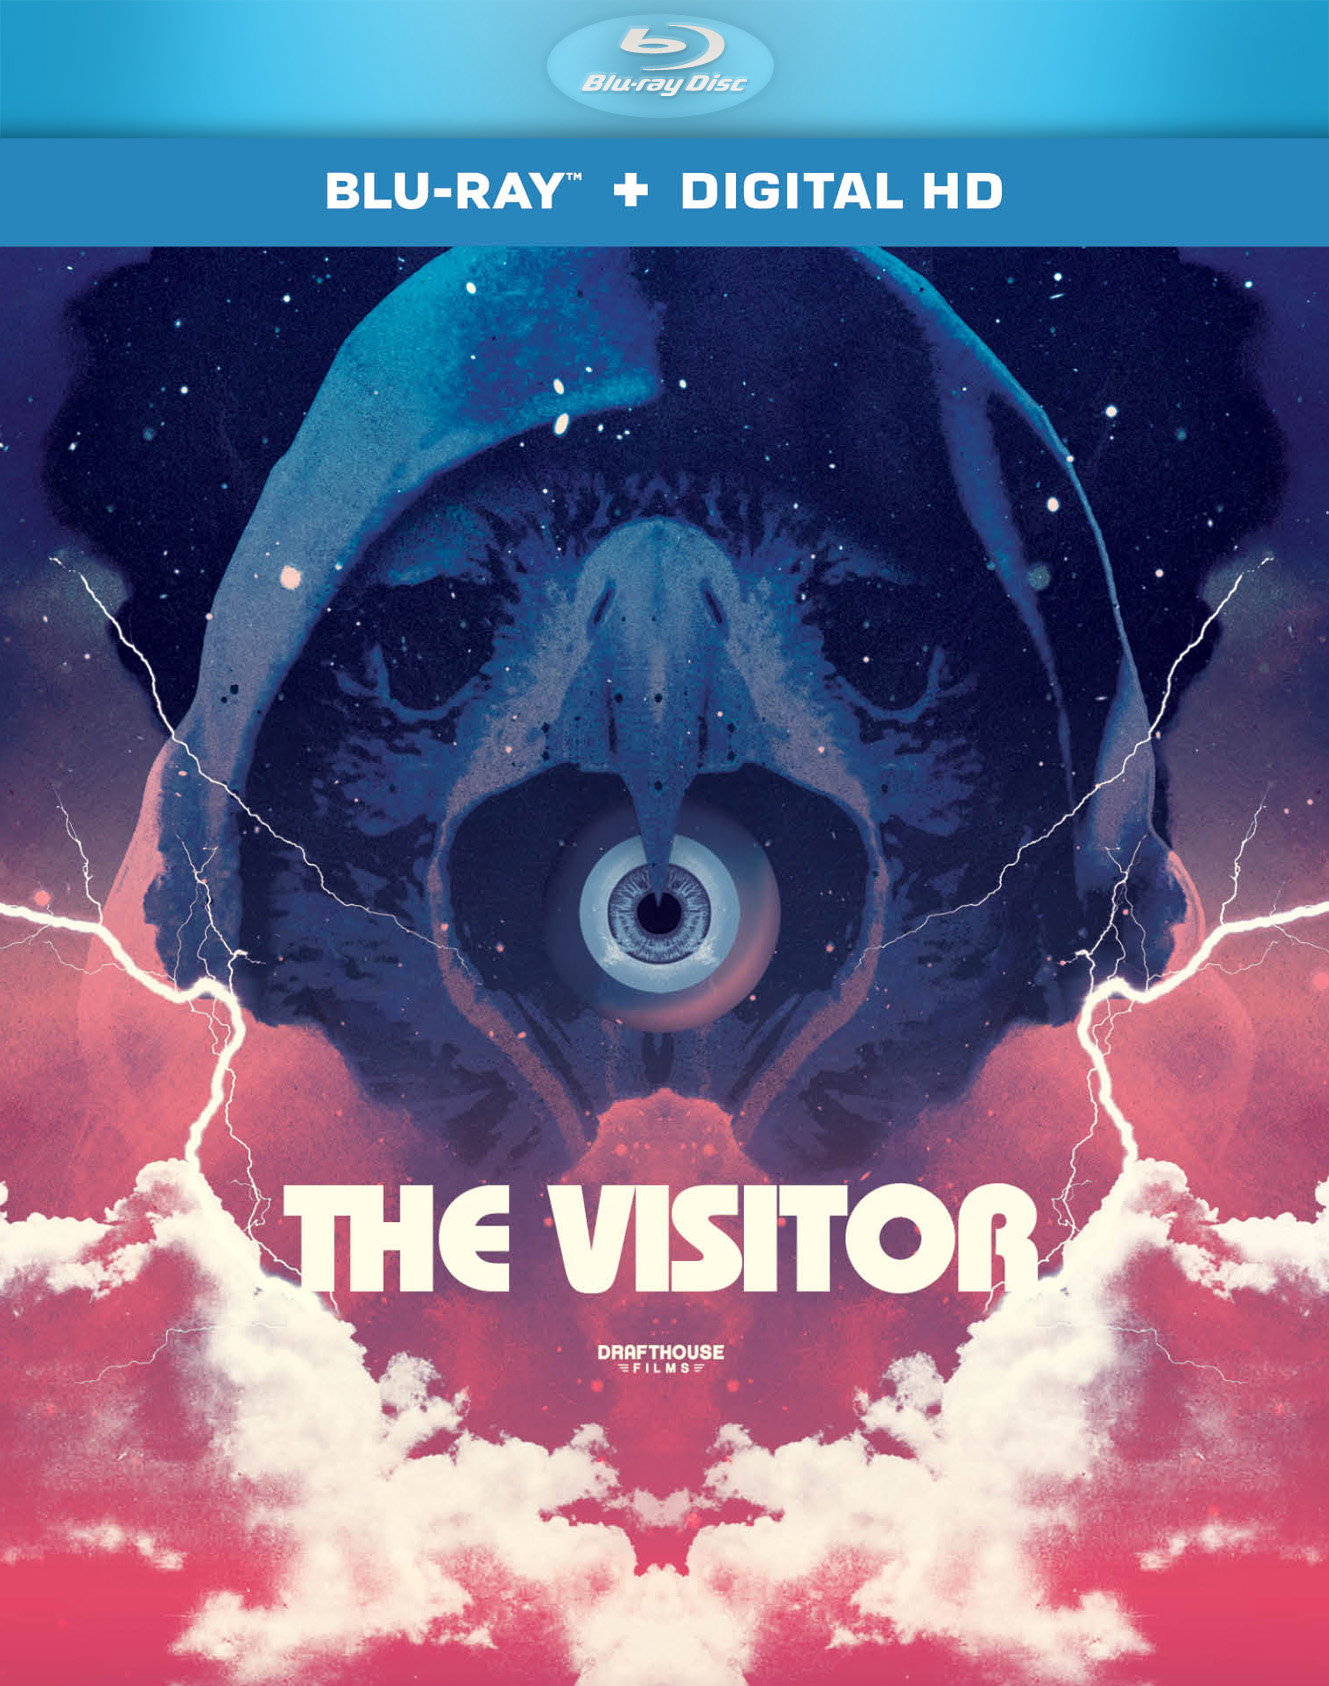 Blu-ray Disc
BLU-RAY™ + DIGITAL HD
THE VISITOR
DRAFTHOUSE
FILMS